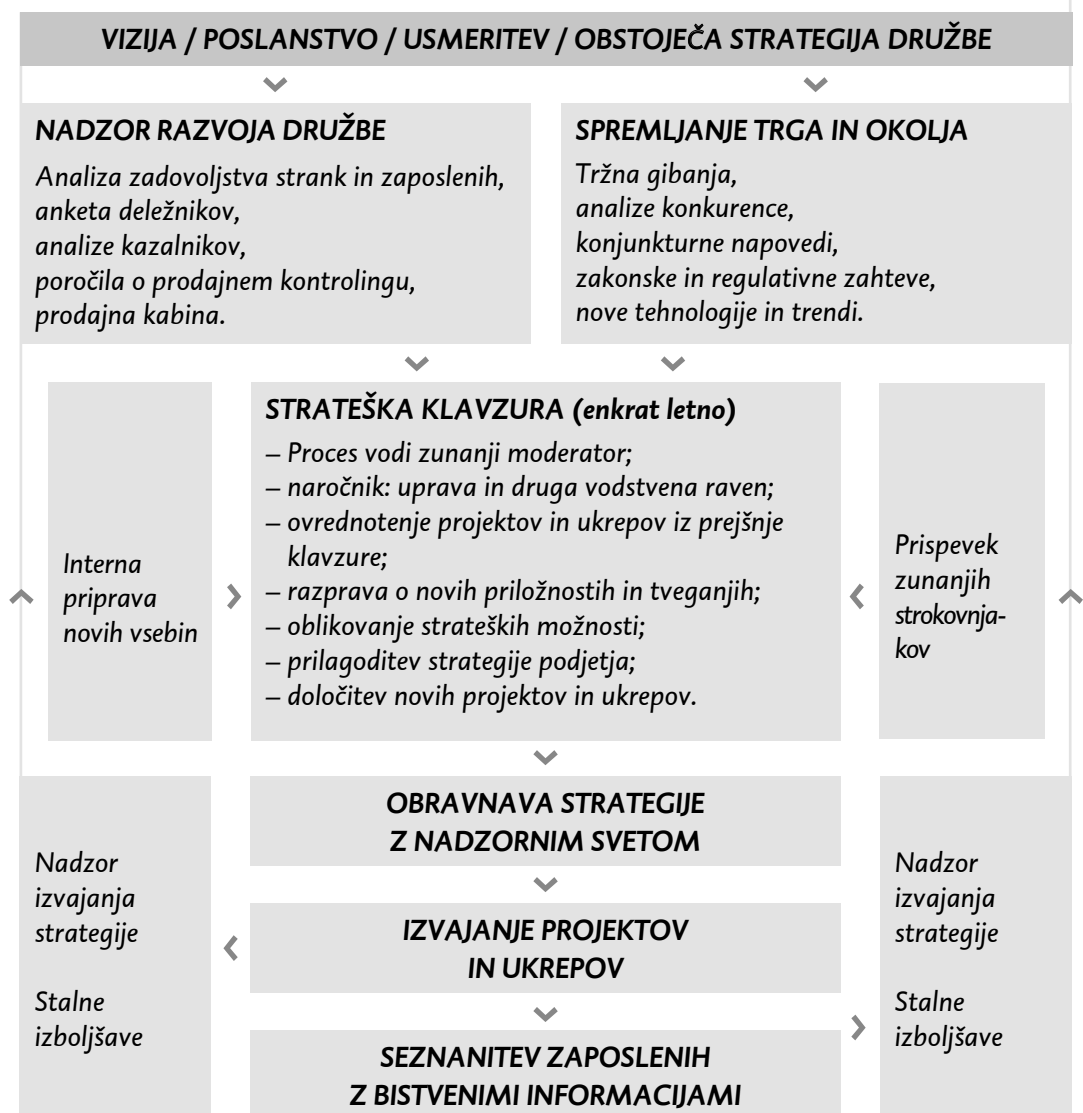 VIZIJA / POSLANSTVO / USMERITEV / OBSTOJEČA STRATEGIJA DRUŽBE
NADZOR RAZVOJA DRUŽBE
Analiza zadovoljstva strank in zaposlenih,
anketa deležnikov,
analize kazalnikov,
poročila o prodajnem kontrolingu,
prodajna kabina.
SPREMLJANJE TRGA IN OKOLJA
Tržna gibanja,
analize konkurence,
konjunkturne napovedi,
zakonske in regulativne zahteve,
nove tehnologije in trendi.
Interna
priprava
novih vsebin
STRATEŠKA KLAVZURA (enkrat letno)
– Proces vodi zunanji moderator;
– naročnik: uprava in druga vodstvena raven;
– ovrednotenje projektov in ukrepov iz prejšnje
klavzure;
– razprava o novih priložnostih in tveganjih;
– oblikovanje strateških možnosti;
– prilagoditev strategije podjetja;
– določitev novih projektov in ukrepov.
Prispevek
zunanjih
strokovnja-
kov
OBRAVNAVA STRATEGIJE
Z NADZORNIM SVETOM
Nadzor
izvajanja
strategije
Stalne
izboljšave
IZVAJANJE PROJEKTOV
IN UKREPOV
SEZNANITEV ZAPOSLENIH
Z BISTVENIMI INFORMACIJAMI
Nadzor
izvajanja
strategije
Stalne
izboljšave